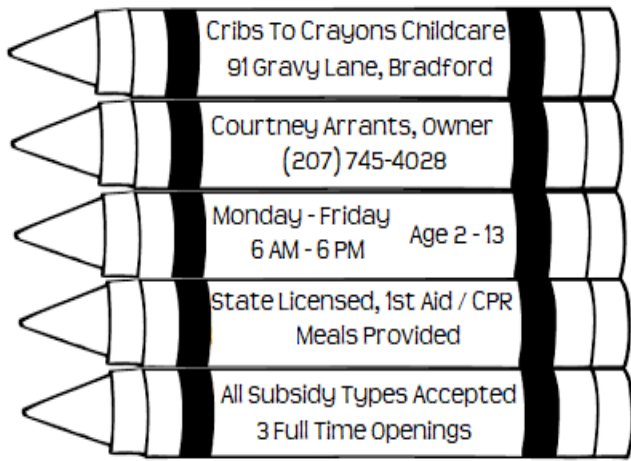 Cribs To Crayons Childcare
91 Gravy Lane, Bradford
Courtney Arrants, Owner
(207) 745-4028
Monday - Friday
6 AM - 6 PM
Age 2 - 13
State Licensed, 1st Aid / CPR
Meals Provided
All Subsidy Types Accepted
3 Full Time Openings